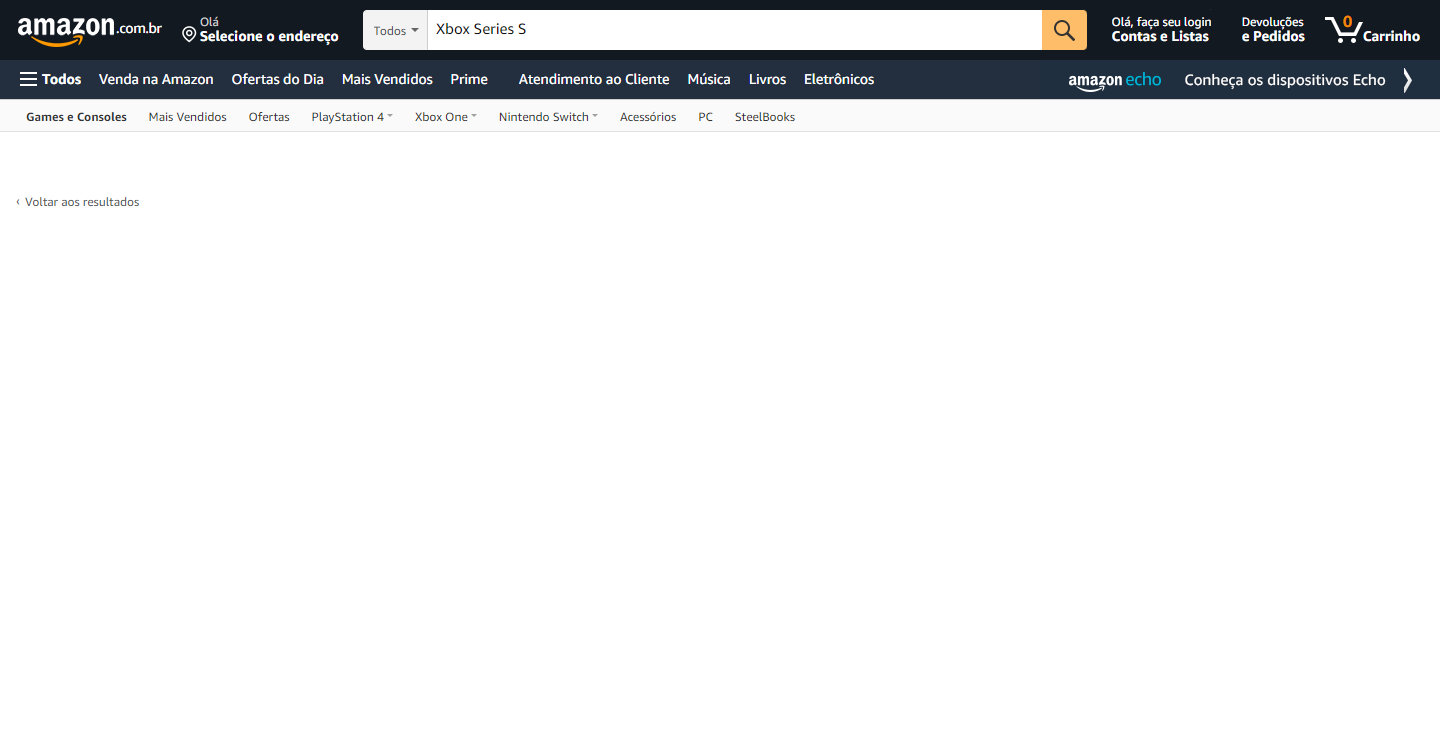 amazon.com.br
Olá
Selecione o endereço
Todos
Xbox Series S
Olá, faça seu login
Contas e Listas
Devoluções
e Pedidos
0
Carrinho
Todos Venda na Amazon Ofertas do Dia Mais Vendidos Prime Atendimento ao Cliente Música Livros Eletrônicos
amazon echo Conheça os dispositivos Echo
Games e Consoles Mais Vendidos Ofertas PlayStation 4 Xbox One Nintendo Switch Acessórios PC SteelBooks
‹ Voltar aos resultados